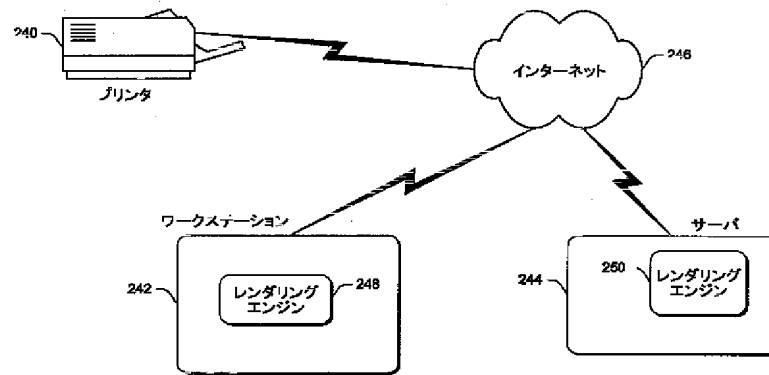 240
プリンタ
インターネット
246
ワークステーション
サーバ
242
レンダリング
エンジン
248
244
250
レンダリング
エンジン